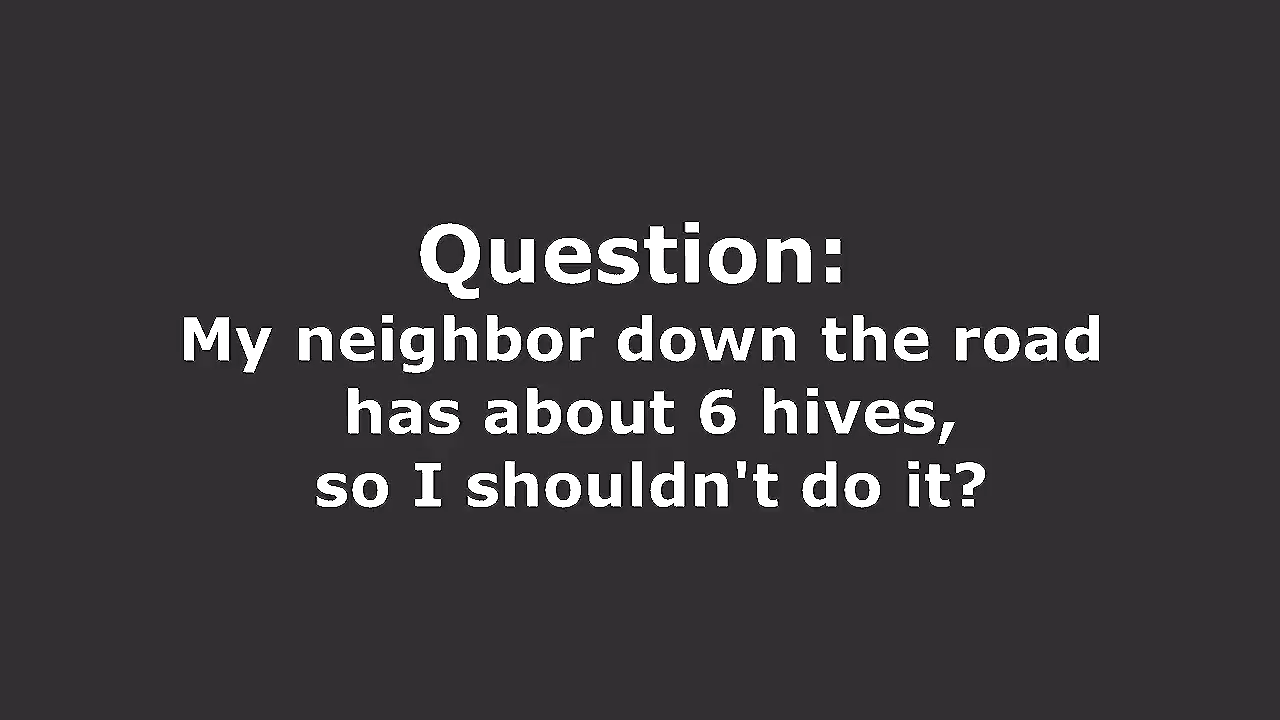 Question:
My neighbor down the road
has about 6 hives,
so I shouldn't do it?